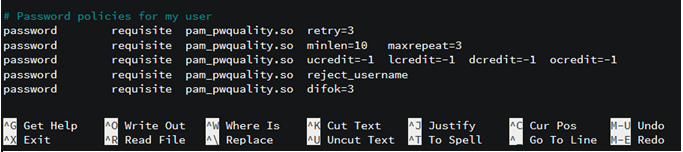 # Password policies for my user
password        requisite  pam_pwquality.so  retry=3
password        requisite  pam_pwquality.so  minlen=10   maxrepeat=3
password        requisite  pam_pwquality.so  ucredit=-1  lcredit=-1  dcredit=-1  ocredit=-1
password        requisite  pam_pwquality.so  reject_username
password        requisite  pam_pwquality.so  difok=3
^G Get Help    ^O Write Out   ^W Where Is    ^K Cut Text    ^J Justify     ^C Cur Pos     M-U Undo
^X Exit        ^R Read File   ^\ Replace     ^U Uncut Text  ^T To Spell    ^_ Go To Line  M-E Redo